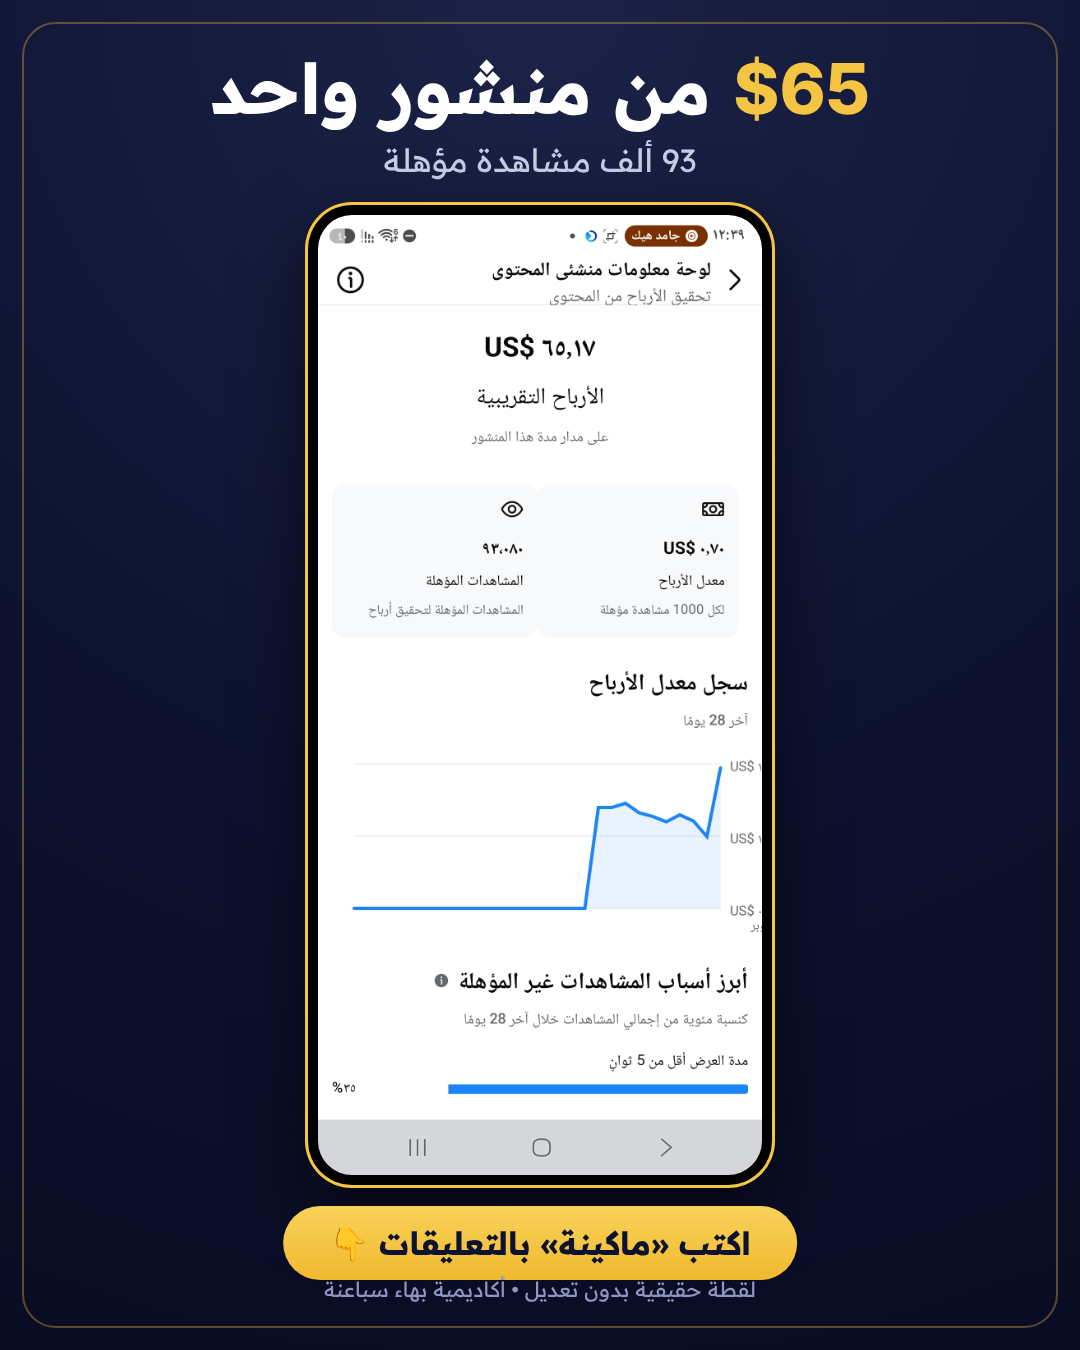 $65 من منشور واحد
93 ألف مشاهدة مؤهلة
١٢:٣٩ جامد هيك
لوحة معلومات منشئى المحتوى
تحقيق الأرباح من المحتوى
US$ ٦٥,١٧
الأرباح التقريبية
على مدار مدة هذا المنشور
US$ ٠,٧٠
معدل الأرباح
لكل 1000 مشاهدة مؤهلة
٩٣,٠٨٠
المشاهدات المؤهلة
المشاهدات المؤهلة لتحقيق أرباح
سجل معدل الأرباح
آخر 28 يومًا
US$
US$
US$
أبرز أسباب المشاهدات غير المؤهلة
كنسبة مئوية من إجمالي المشاهدات خلال آخر 28 يومًا
مدة العرض أقل من 5 ثوانٍ
%٣٥
اكتب «ماكينة» بالتعليقات 👇
لقطة حقيقية بدون تعديل • أكاديمية بهاء سباعنة